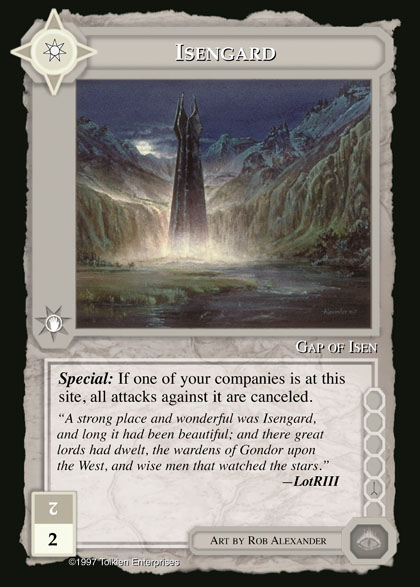 ISENGARD
GAP OF ISEN
Special: If one of your companies is at this
site, all attacks against it are canceled.
“A strong place and wonderful was Isengard,
and long it had been beautiful; and there great
lords had dwelt, the wardens of Gondor upon
the West, and wise men that watched the stars.”
—LotRIII
2
2
ART BY ROB ALEXANDER
©1997 Tolkien Enterprises